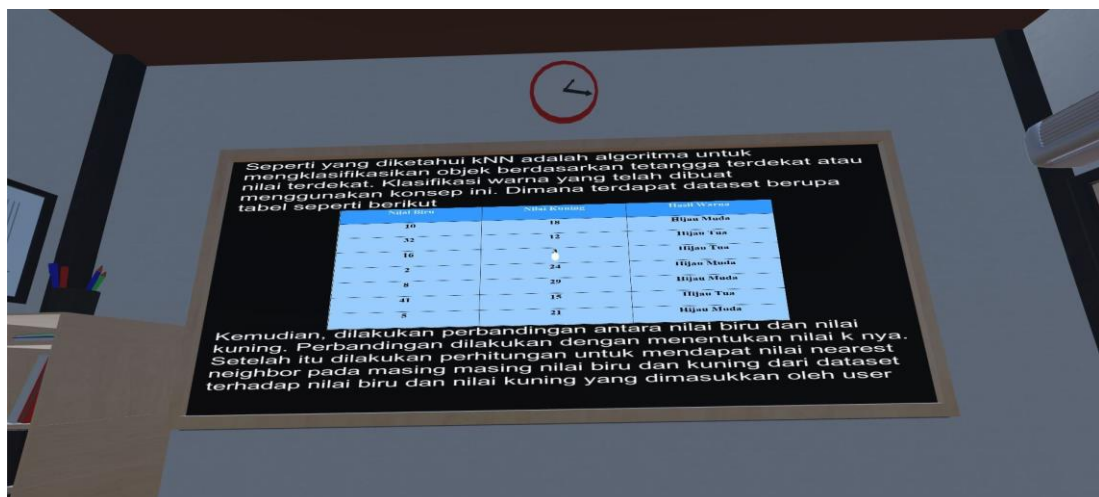 Seperti yang diketahui kNN adalah algoritma untuk
mengklasifikasikan objek berdasarkan tetangga terdekat atau
nilai terdekat. Klasifikasi warna yang telah dibuat
menggunakan konsep ini. Dimana terdapat dataset berupa
tabel seperti berikut
Nilai Biru Nilai Kuning Hasil Warna
10 18 Hijau Muda
32 12 Hijau Tua
16 Hijau Tua
2 24 Hijau Muda
8 29 Hijau Muda
41 15 Hijau Tua
5 21 Hijau Muda
Kemudian, dilakukan perbandingan antara nilai biru dan nilai
kuning. Perbandingan dilakukan dengan menentukan nilai k nya.
Setelah itu dilakukan perhitungan untuk mendapat nilai nearest
neighbor pada masing masing nilai biru dan kuning dari dataset
terhadap nilai biru dan nilai kuning yang dimasukkan oleh user